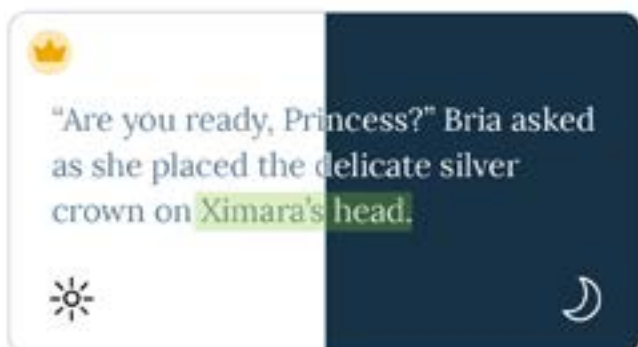 “Are you ready, Princess?” Bria asked
as she placed the delicate silver
crown on Ximara’s head.